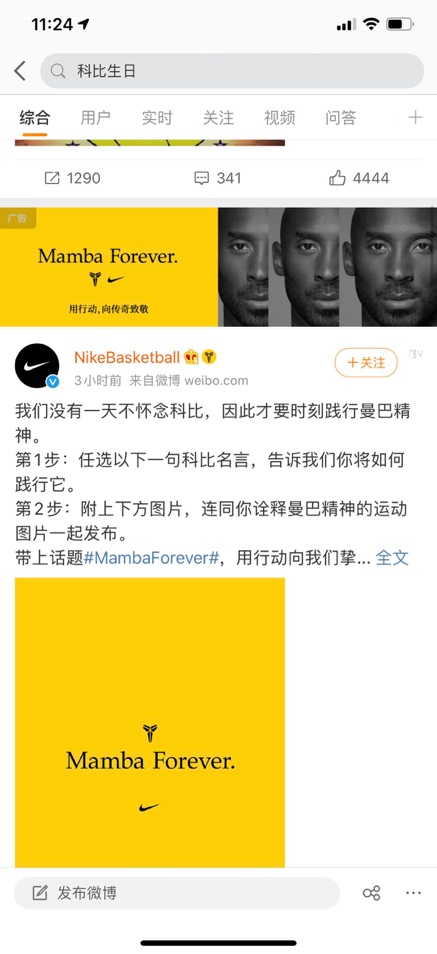 11:24
科比生日
综合 用户 实时 关注 视频 问答
1290 341 4444
广告
Mamba Forever.
用行动,向传奇致敬
NikeBasketball
3小时前 来自微博 weibo.com
+关注
我们没有一天不怀念科比，因此才要时刻践行曼巴精
神。
第1步：任选以下一句科比名言，告诉我们你将如何
践行它。
第2步：附上下方图片，连同你诠释曼巴精神的运动
图片一起发布。
带上话题#MambaForever#，用行动向我们挚... 全文
Mamba Forever.
发布微博